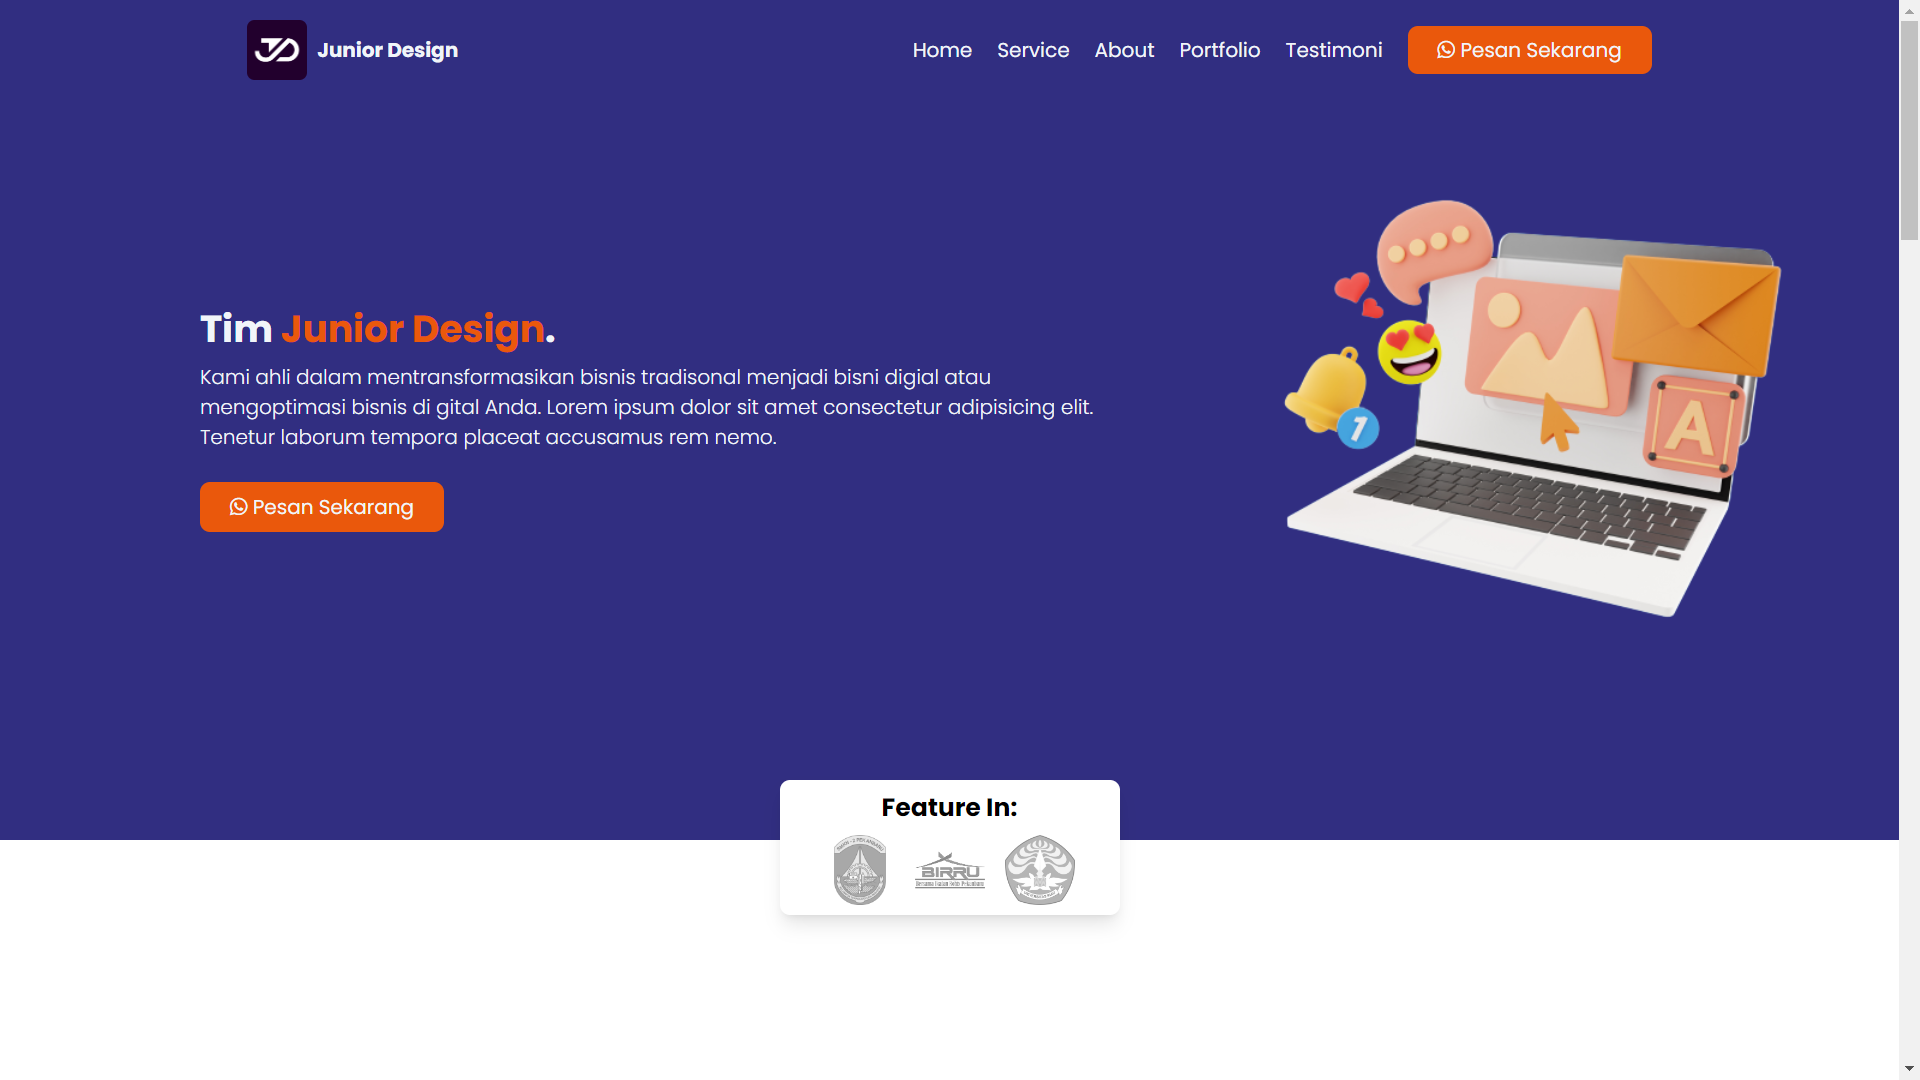 JD Junior Design
Home Service About Portfolio Testimoni Pesan Sekarang
Tim Junior Design.
Kami ahli dalam mentransformasikan bisnis tradisonal menjadi bisni digial atau
mengoptimasi bisnis di gital Anda. Lorem ipsum dolor sit amet consectetur adipisicing elit.
Tenetur laborum tempora placeat accusamus rem nemo.
Pesan Sekarang
1
A
Feature In:
BIRRU